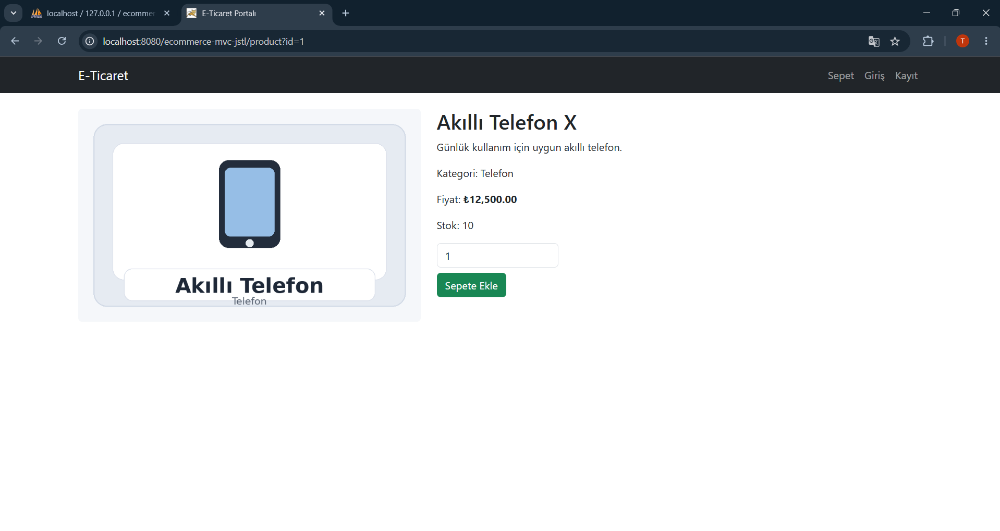 localhost / 127.0.0.1 / ecommer
E-Ticaret Portalı
localhost:8080/ecommerce-mvc-jstl/product?id=1
T
E-Ticaret
Sepet
Giriş
Kayıt
Akıllı Telefon
Telefon
Akıllı Telefon X
Günlük kullanım için uygun akıllı telefon.
Kategori: Telefon
Fiyat: ₺12,500.00
Stok: 10
1
Sepete Ekle